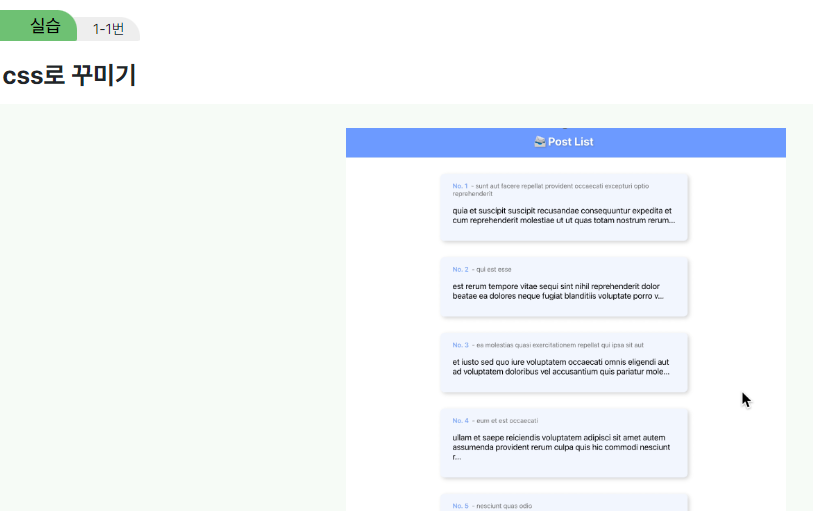 실습
1-1번
css로 꾸미기
Post List
No. 1 - sunt aut facere repellat provident occaecati excepturi optio
reprehenderit
quia et suscipit suscipit recusandae consequuntur expedita et
cum reprehenderit molestiae ut ut quas totam nostrum rerum...
No. 2 - qui est esse
est rerum tempore vitae sequi sint nihil reprehenderit dolor
beatae ea dolores neque fugiat blanditiis voluptate porro v...
No. 3 - ea molestias quasi exercitationem repellat qui ipsa sit aut
et iusto sed quo iure voluptatem occaecati omnis eligendi aut
ad voluptatem doloribus vel accusantium quis pariatur mole...
No. 4 - eum et est occaecati
ullam et saepe reiciendis voluptatem adipisci sit amet autem
assumenda provident rerum culpa quis hic commodi nesciunt
r...
No. 5 - nesciunt quas odio